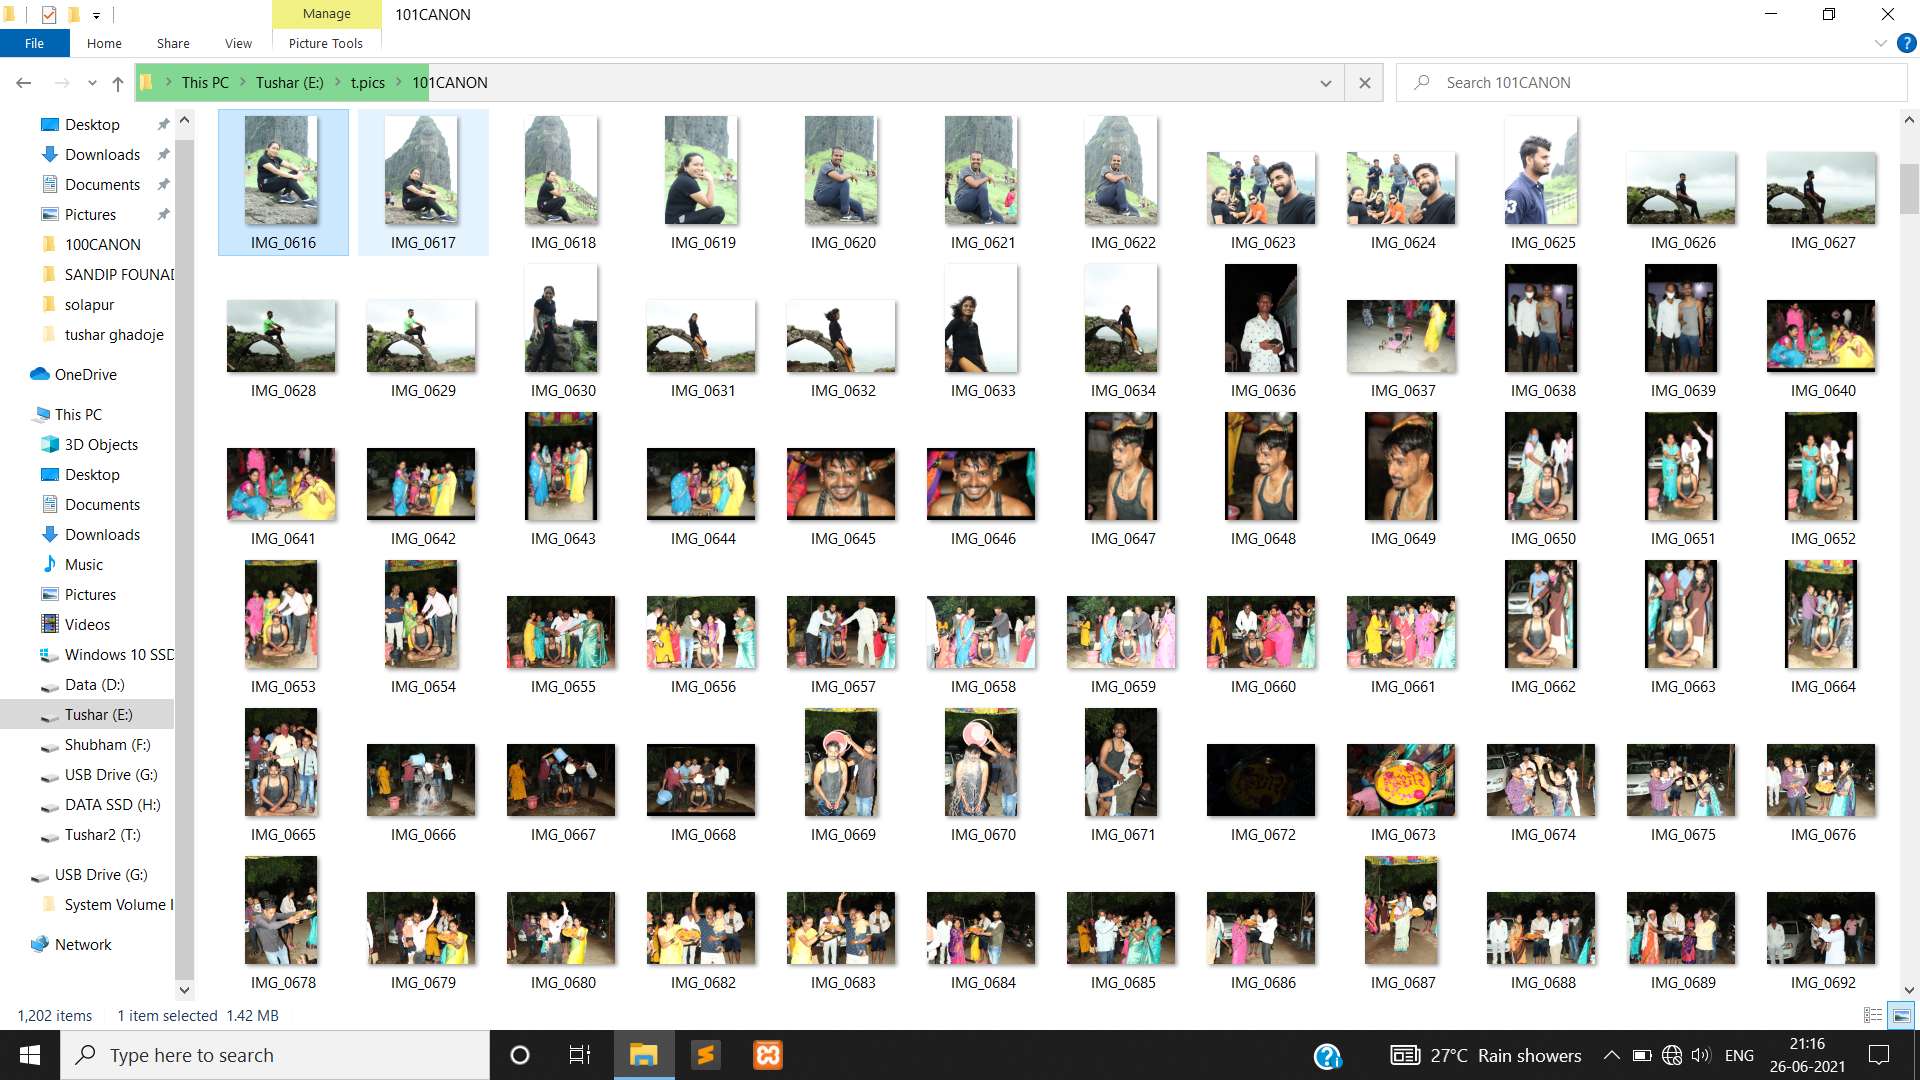 Manage
101CANON
File
Home
Share
View
Picture Tools
This PC
Tushar (E:)
t.pics
101CANON
Search 101CANON
Desktop
Downloads
Documents
Pictures
100CANON
SANDIP FOUNAD
solapur
tushar ghadoje
OneDrive
This PC
3D Objects
Desktop
Documents
Downloads
Music
Pictures
Videos
Windows 10 SSD
Data (D:)
Tushar (E:)
Shubham (F:)
USB Drive (G:)
DATA SSD (H:)
Tushar2 (T:)
USB Drive (G:)
System Volume I
Network
IMG_0616 IMG_0617 IMG_0618 IMG_0619 IMG_0620 IMG_0621 IMG_0622 IMG_0623 IMG_0624 IMG_0625 IMG_0626 IMG_0627
IMG_0628 IMG_0629 IMG_0630 IMG_0631 IMG_0632 IMG_0633 IMG_0634 IMG_0636 IMG_0637 IMG_0638 IMG_0639 IMG_0640
IMG_0641 IMG_0642 IMG_0643 IMG_0644 IMG_0645 IMG_0646 IMG_0647 IMG_0648 IMG_0649 IMG_0650 IMG_0651 IMG_0652
IMG_0653 IMG_0654 IMG_0655 IMG_0656 IMG_0657 IMG_0658 IMG_0659 IMG_0660 IMG_0661 IMG_0662 IMG_0663 IMG_0664
IMG_0665 IMG_0666 IMG_0667 IMG_0668 IMG_0669 IMG_0670 IMG_0671 IMG_0672 IMG_0673 IMG_0674 IMG_0675 IMG_0676
IMG_0678 IMG_0679 IMG_0680 IMG_0682 IMG_0683 IMG_0684 IMG_0685 IMG_0686 IMG_0687 IMG_0688 IMG_0689 IMG_0692
1,202 items 1 item selected 1.42 MB
Type here to search
27°C Rain showers
ENG
21:16
26-06-2021